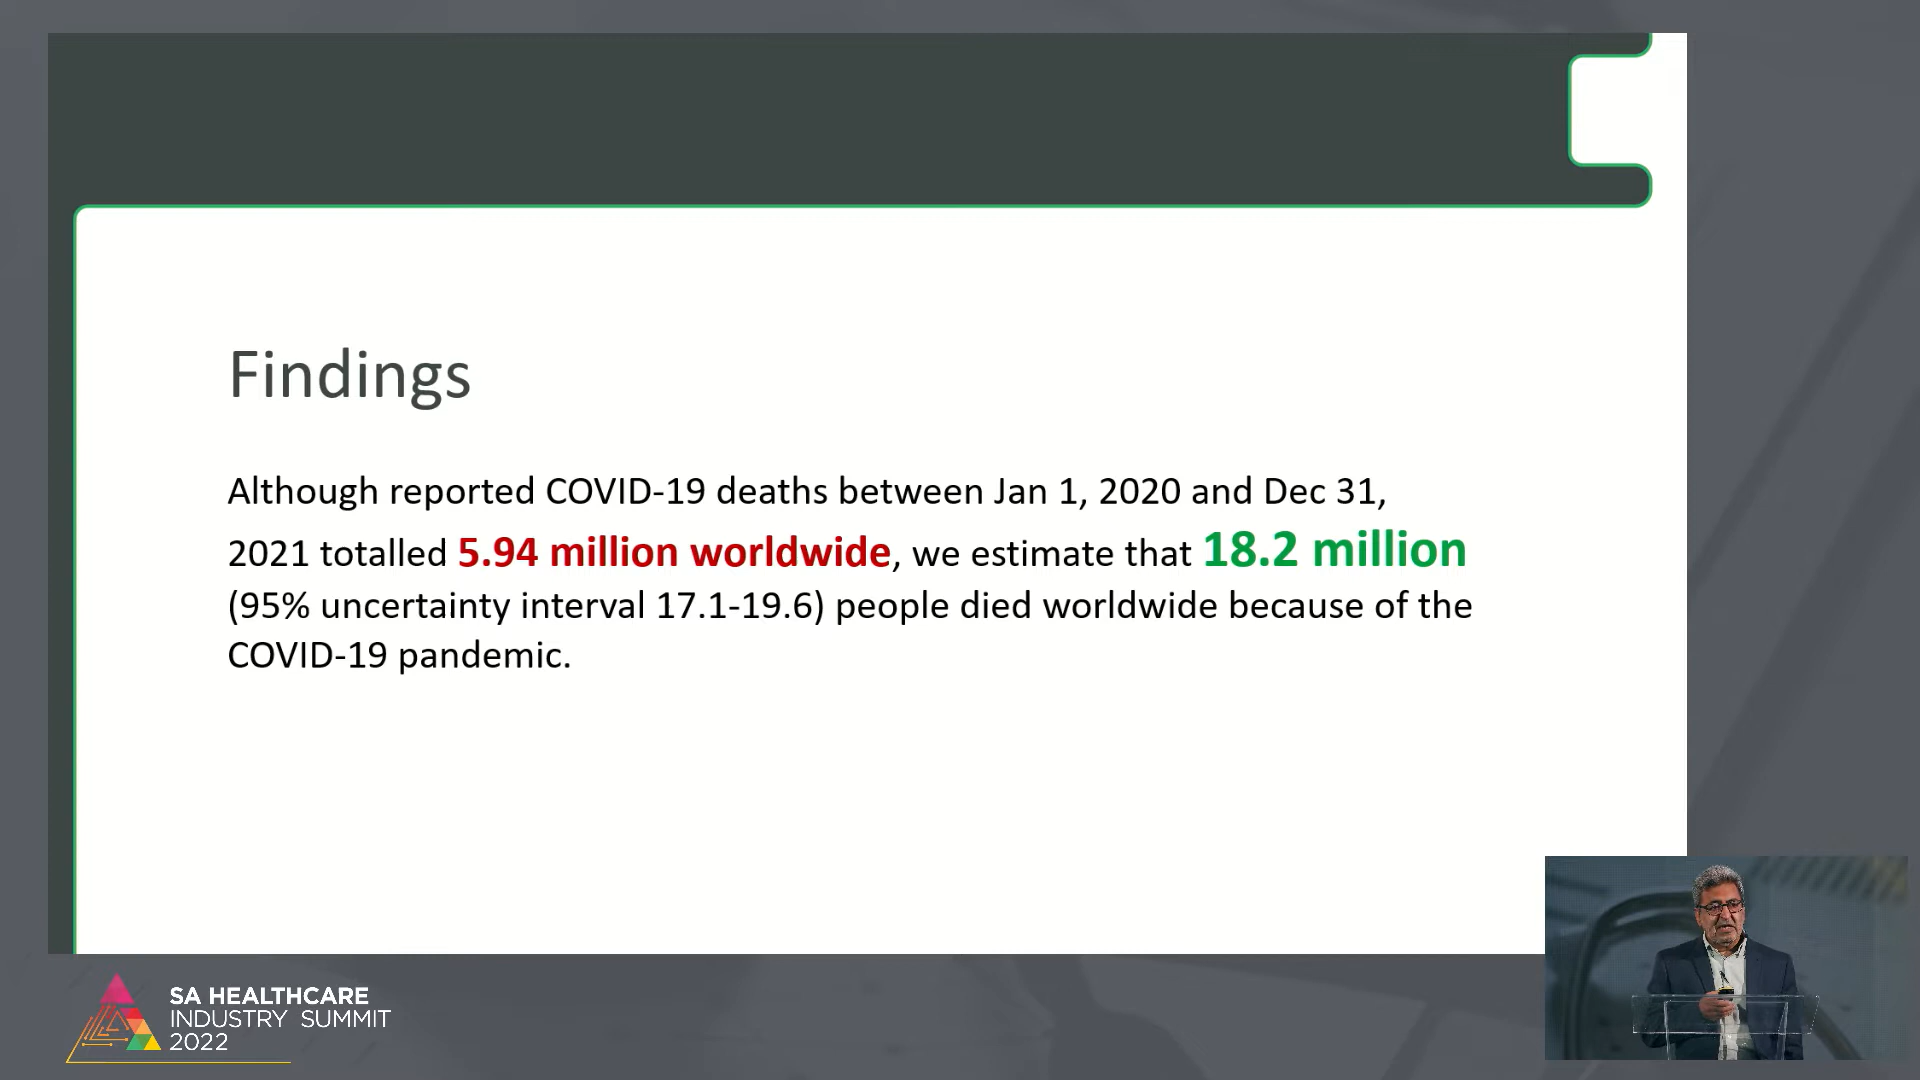 Findings
Although reported COVID-19 deaths between Jan 1, 2020 and Dec 31,
2021 totalled 5.94 million worldwide, we estimate that 18.2 million
(95% uncertainty interval 17.1-19.6) people died worldwide because of the
COVID-19 pandemic.
SA HEALTHCARE
INDUSTRY SUMMIT
2022